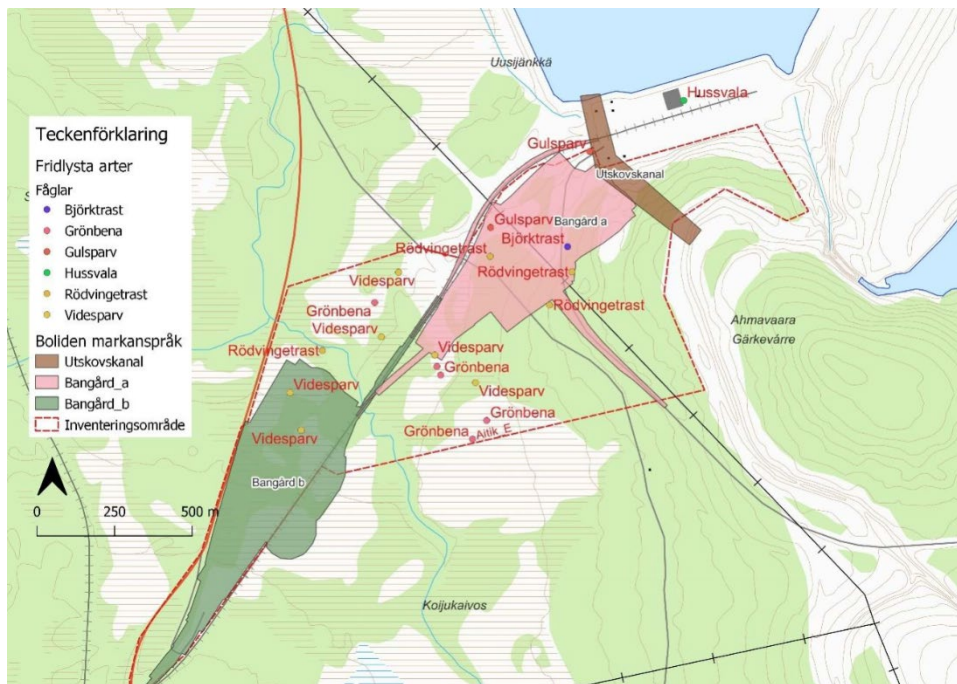 Uusijänkkä
Hussvala
Gulsparv
Utskovskanal
Teckenförklaring
Fridlysta arter
Fåglar
Björktrast
Grönbena
Gulsparv
Hussvala
Rödvingetrast
Videsparv
Boliden markanspråk
Utskovskanal
Bangård_a
Bangård_b
Inventeringsområde
Gulsparv
Bangård a
Björktrast
Rödvingetrast
Rödvingetrast
Videsparv
Grönbena
Rödvingetrast
Videsparv
Ahmavaara
Gärkevårre
Rödvingetrast
Videsparv
Grönbena
Videsparv
Videsparv
Grönbena
Grönbena
Aitik_E
Videsparv
Bangård b
0 250 500 m
Koijukaivos